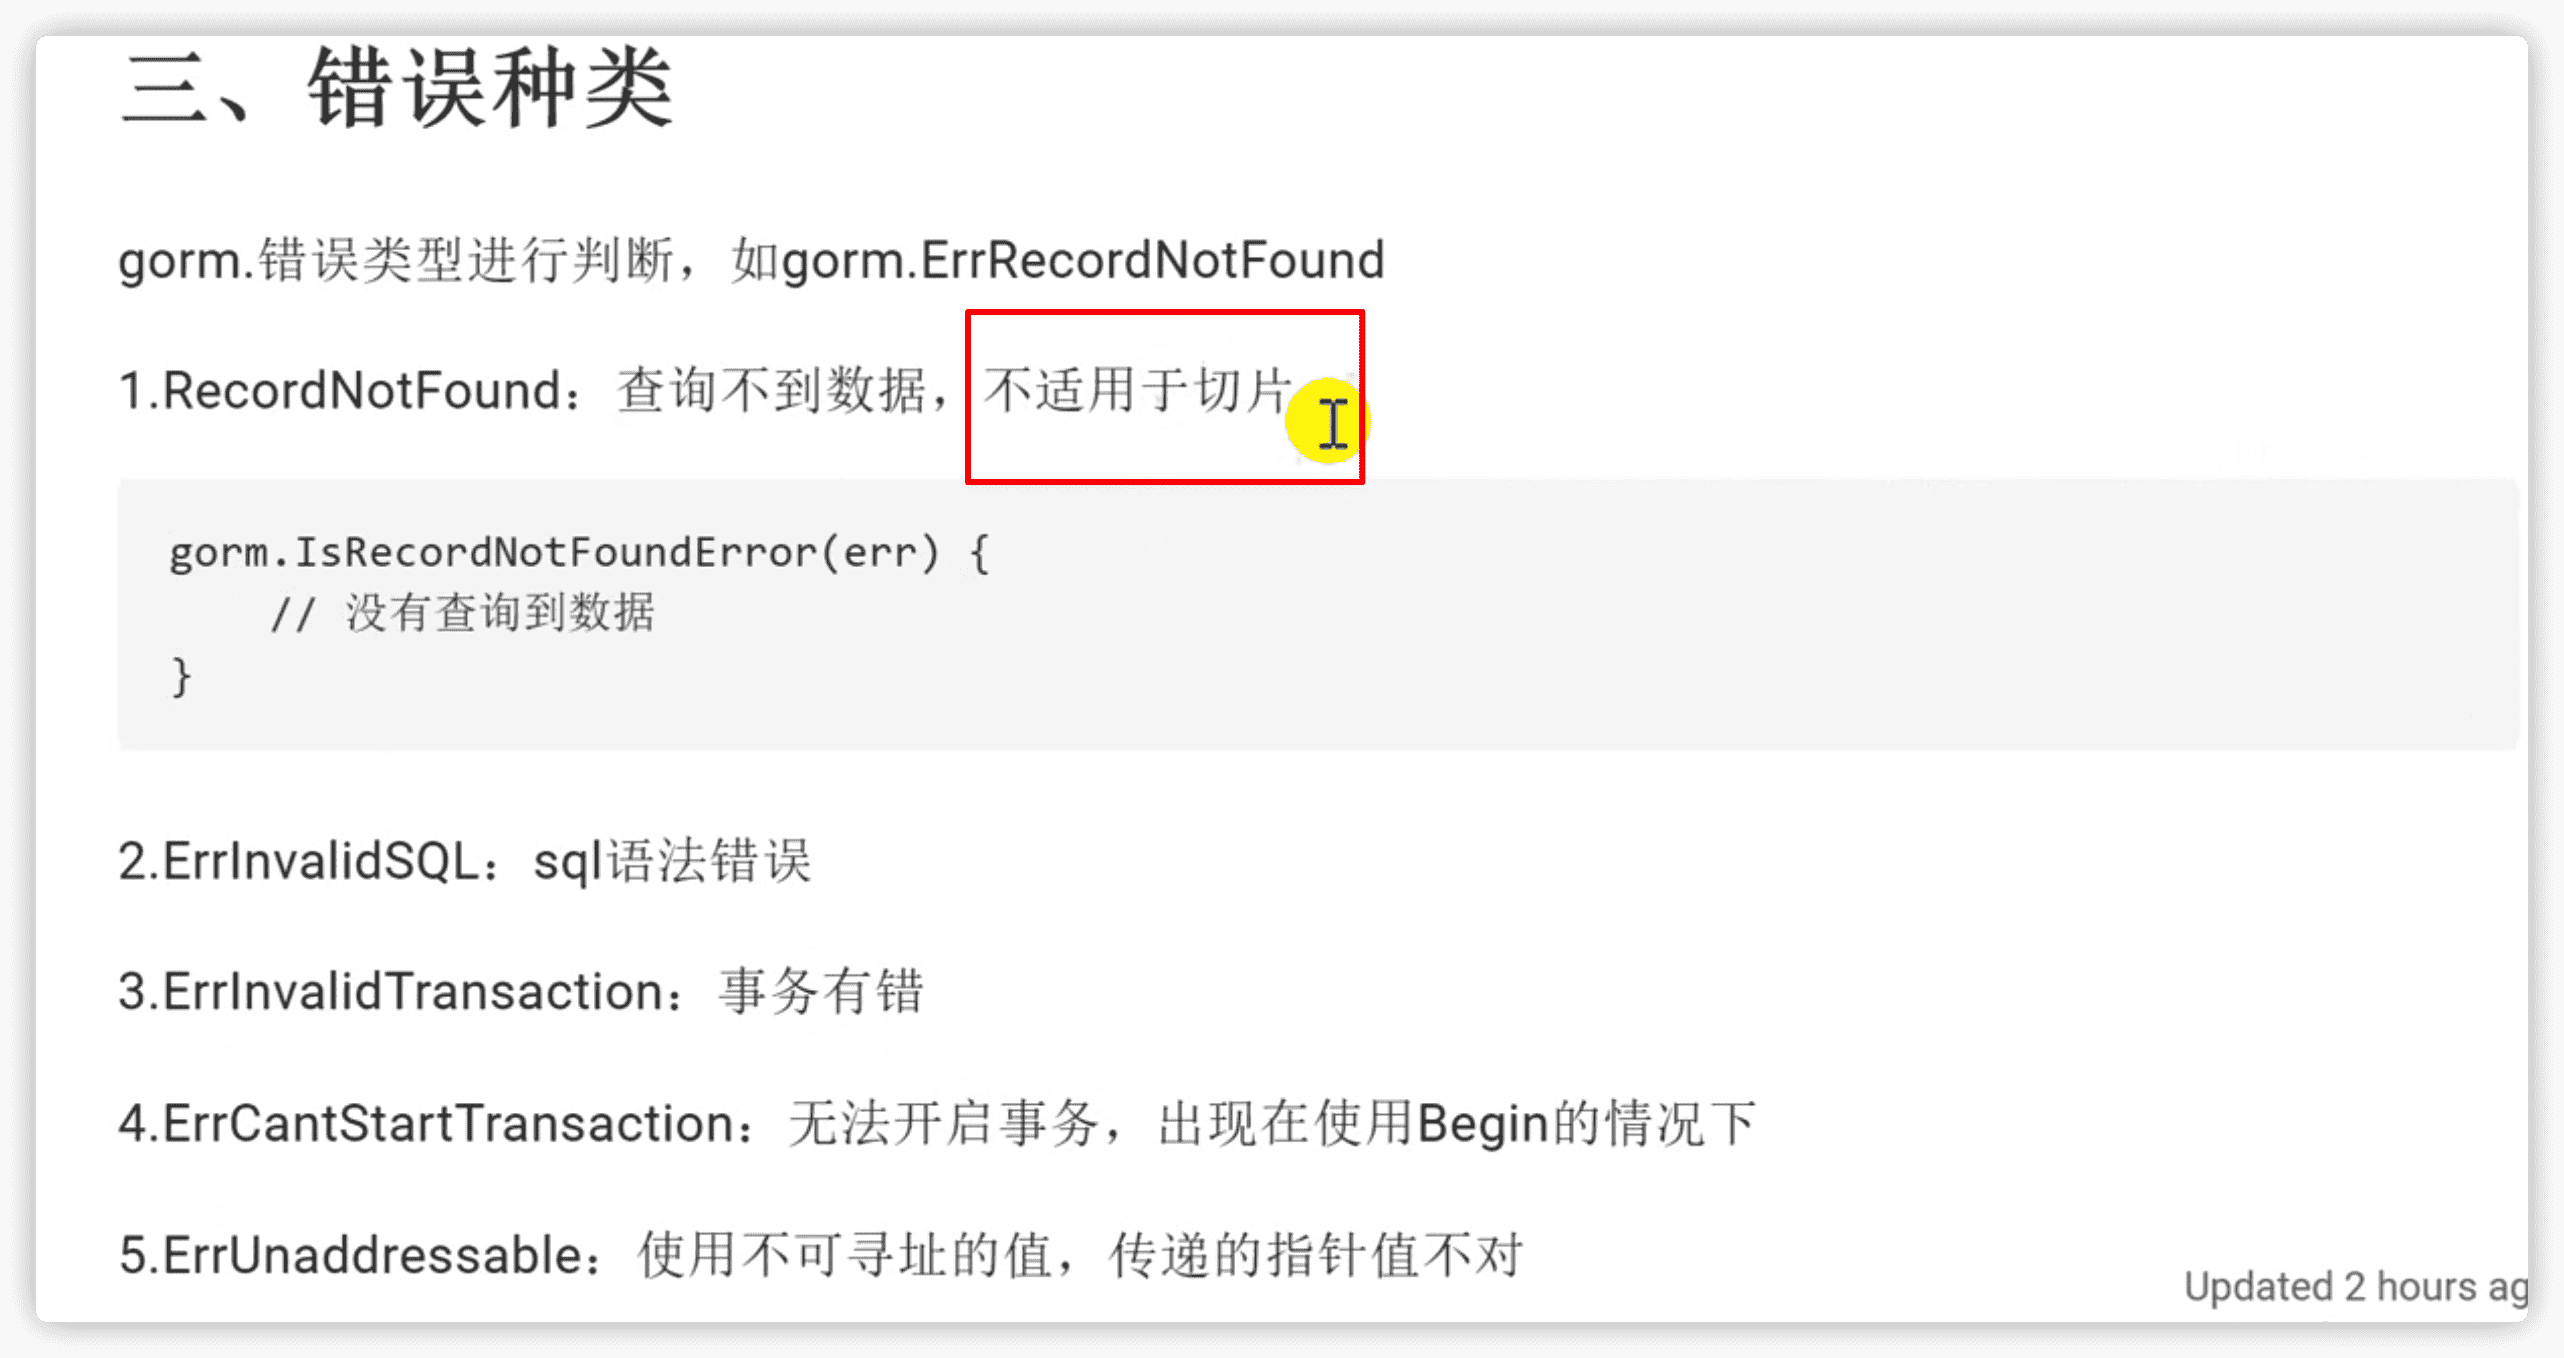 三、错误种类
gorm.错误类型进行判断，如gorm.ErrRecordNotFound
1.RecordNotFound：查询不到数据，不适用于切片
gorm.IsRecordNotFoundError(err) {
// 没有查询到数据
}
2.ErrInvalidSQL：sql语法错误
3.ErrInvalidTransaction：事务有错
4.ErrCantStartTransaction：无法开启事务，出现在使用Begin的情况下
5.ErrUnaddressable：使用不可寻址的值，传递的指针值不对
Updated 2 hours ag